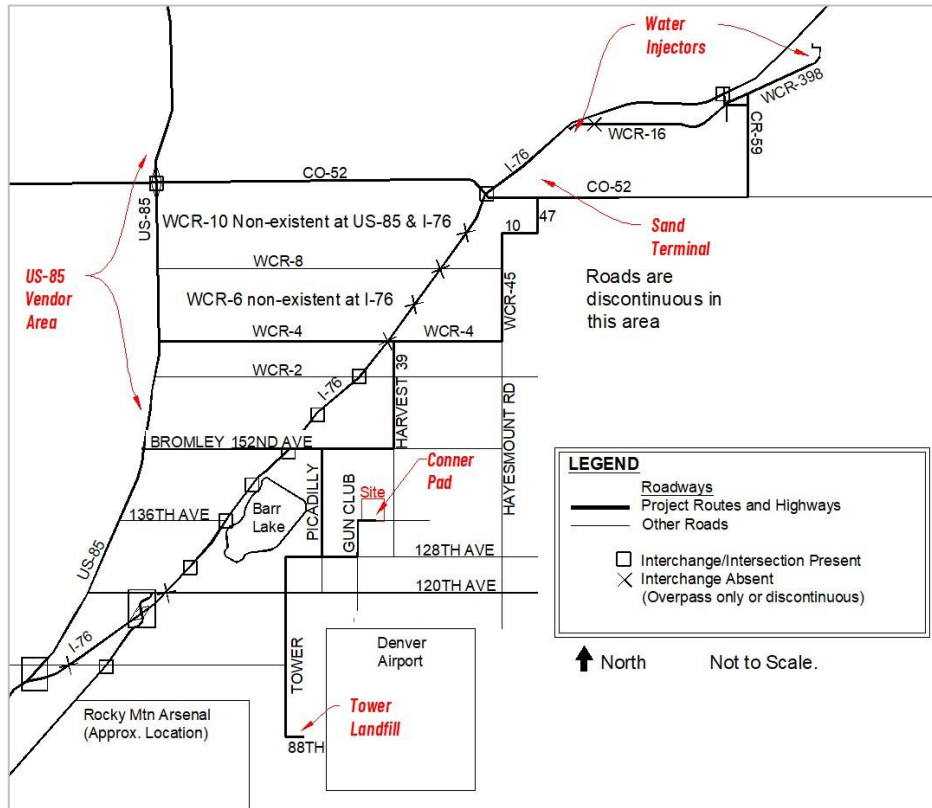 Water
Injectors
WCR-398
WCR-16
CR-59
I-76
CO-52
CO-52
US-85
WCR-10 Non-existent at US-85 & I-76
47
10
Sand
Terminal
US-85
Vendor
Area
WCR-8
WCR-6 non-existent at I-76
WCR-45
Roads are
discontinuous in
this area
WCR-4
WCR-4
WCR-2
I-76
HARVEST 39
HAYESMOUNT RD
BROMLEY 152ND AVE
Conner
Pad
PICADILLY
GUN CLUB
Site
Barr
Lake
136TH AVE
128TH AVE
US-85
120TH AVE
I-76
TOWER
Denver
Airport
Tower
Landfill
88TH
Rocky Mtn Arsenal
(Approx. Location)
LEGEND
Roadways
Project Routes and Highways
Other Roads
Interchange/Intersection Present
Interchange Absent
(Overpass only or discontinuous)
North
Not to Scale.